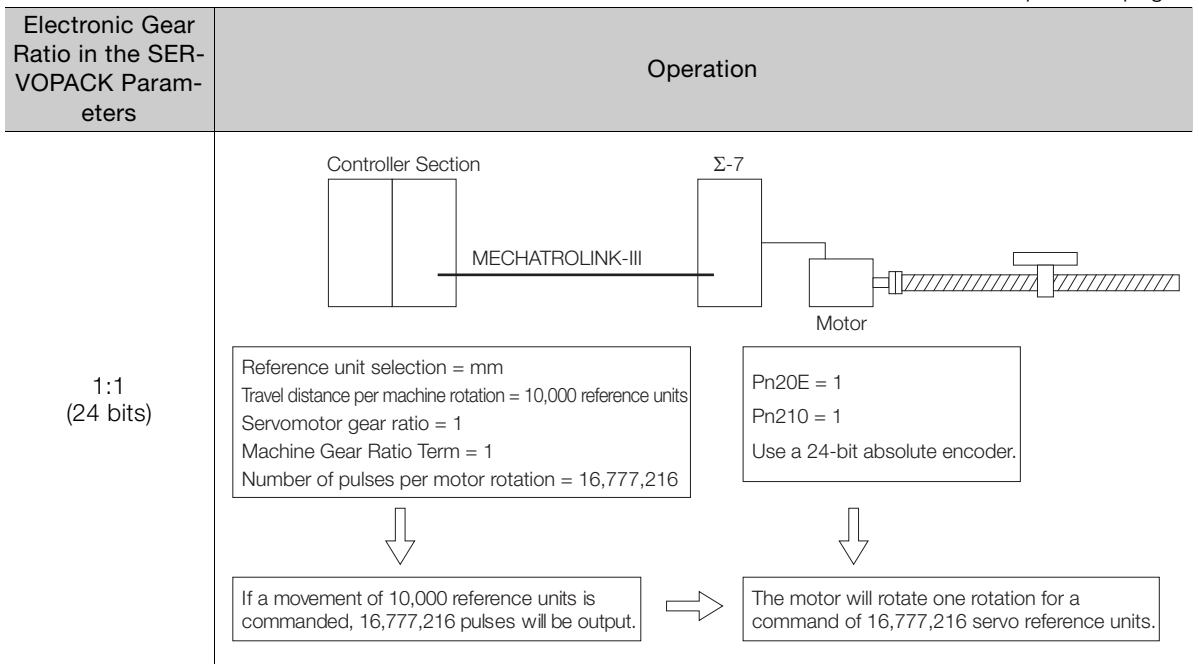 Electronic Gear
Ratio in the SER-
VOPACK Param-
eters
Operation
1:1
(24 bits)
Controller Section
Σ-7
MECHATROLINK-III
Motor
Reference unit selection = mm
Travel distance per machine rotation = 10,000 reference units
Servomotor gear ratio = 1
Machine Gear Ratio Term = 1
Number of pulses per motor rotation = 16,777,216
Pn20E = 1
Pn210 = 1
Use a 24-bit absolute encoder.
If a movement of 10,000 reference units is
commanded, 16,777,216 pulses will be output.
The motor will rotate one rotation for a
command of 16,777,216 servo reference units.